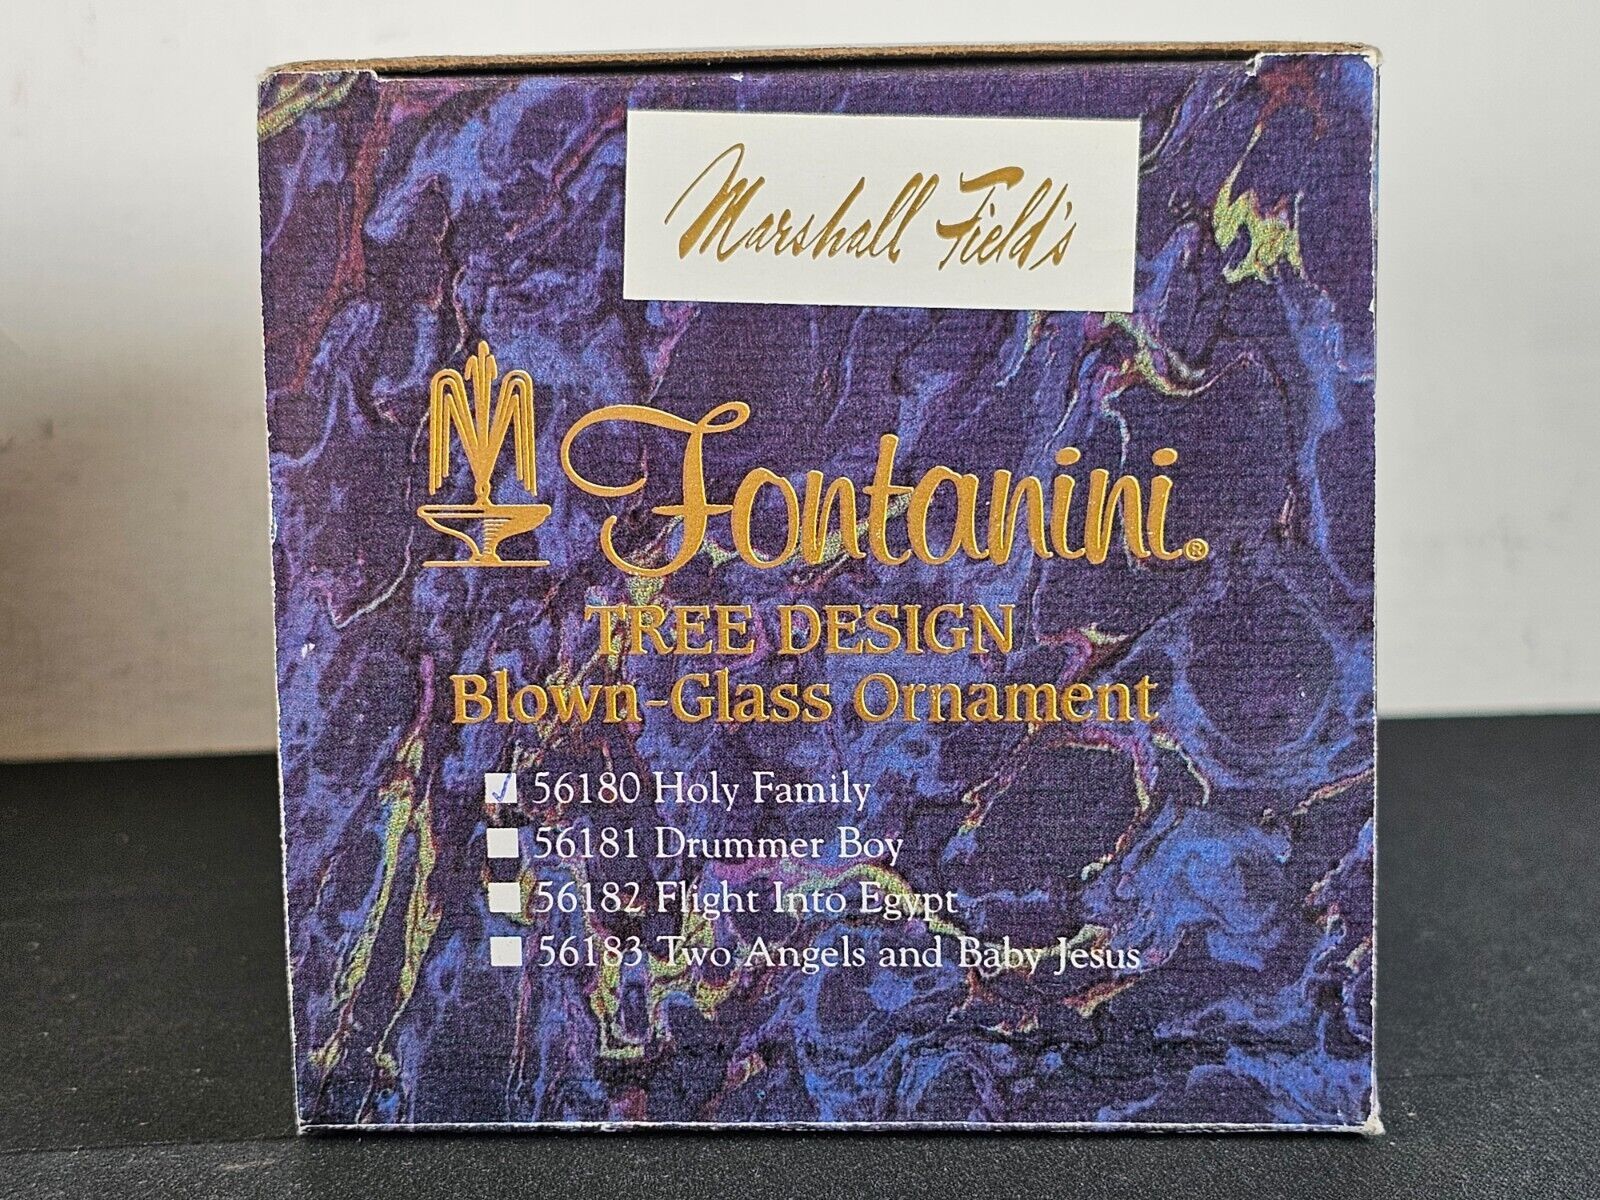 Marshall Field's
Fontanini®
TREE DESIGN
Blown-Glass Ornament
56180 Holy Family
56181 Drummer Boy
56182 Flight Into Egypt
56183 Two Angels and Baby Jesus